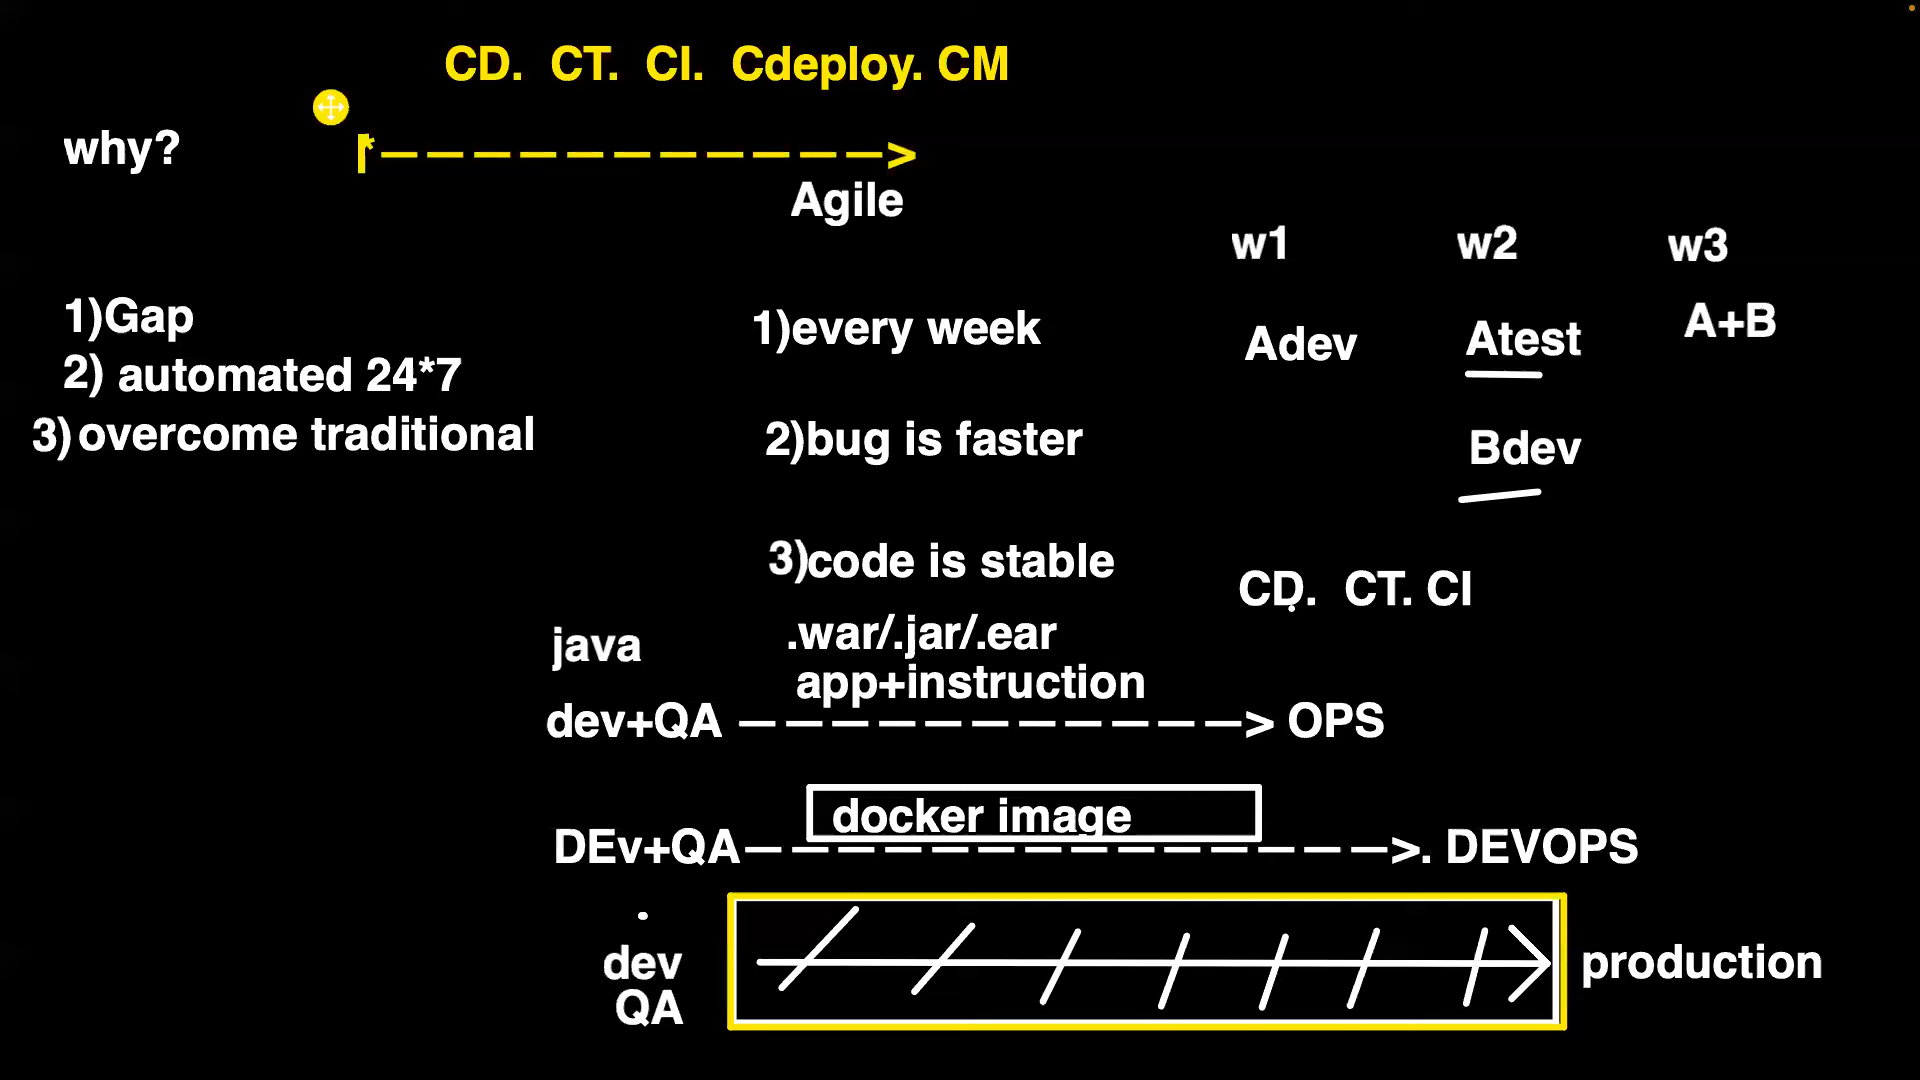 CD. CT. CI. Cdeploy. CM
why?
*————————————>
Agile
w1 w2 w3
1)Gap
2) automated 24*7
3)overcome traditional
1)every week
2)bug is faster
3)code is stable
Adev Atest A+B
Bdev
CD. CT. CI
java .war/.jar/.ear
app+instruction
dev+QA ———————————> OPS
docker image
DEv+QA——————————————>. DEVOPS
dev
QA
production